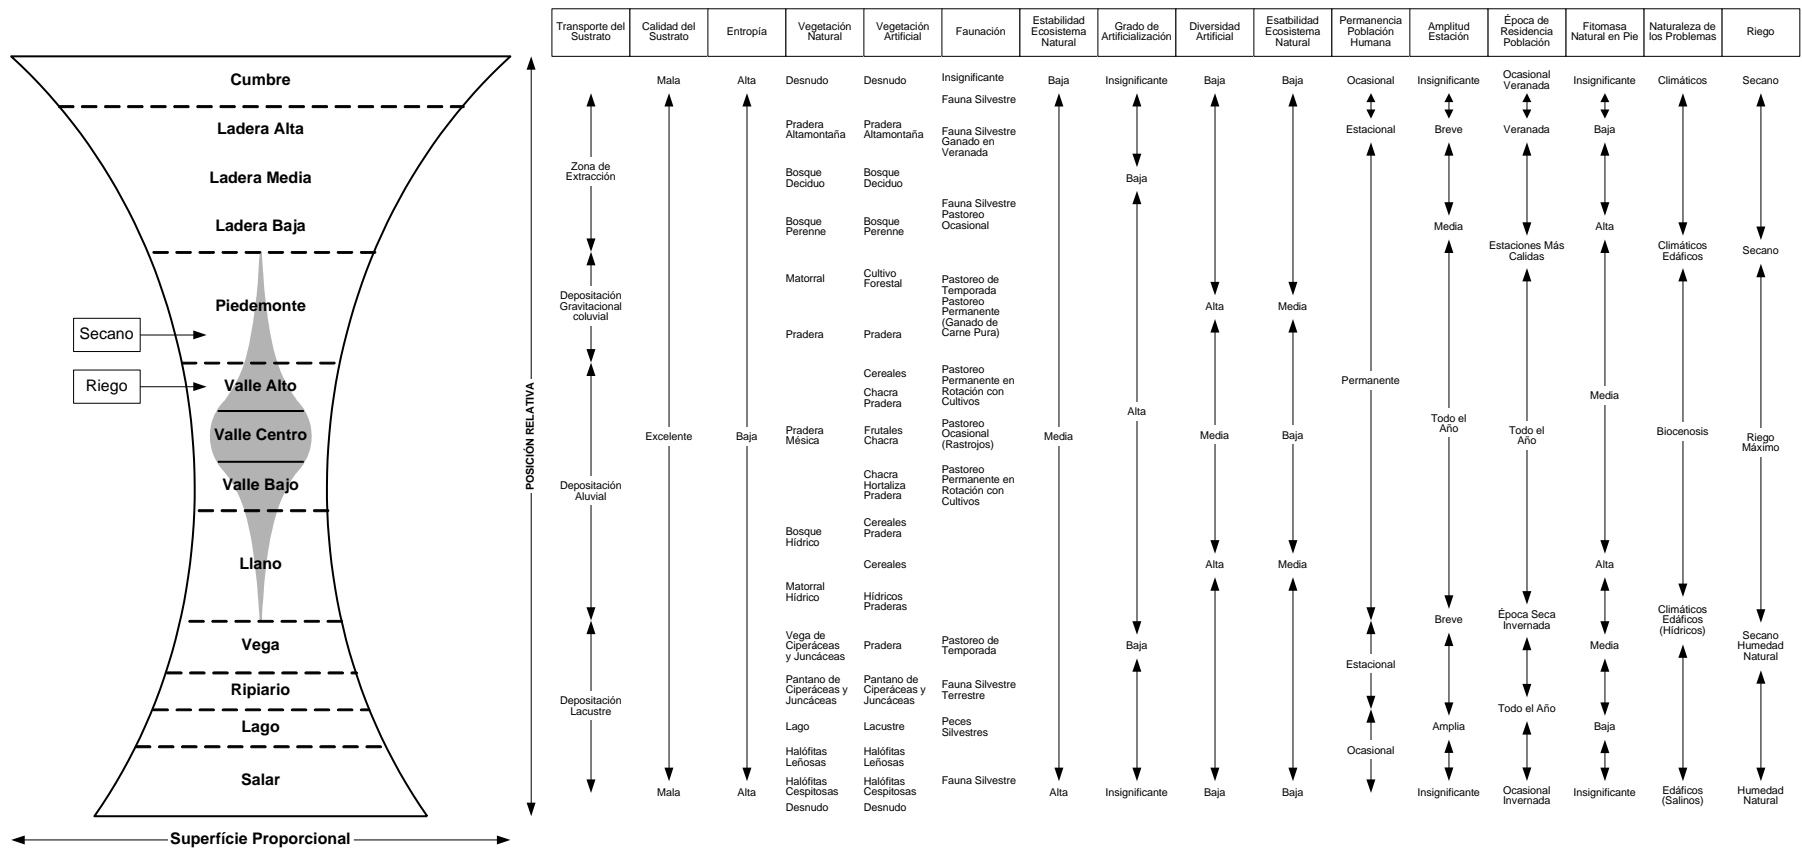 Transporte del
Sustrato
Calidad del
Sustrato
Entropía
Vegetación
Natural
Vegetación
Artificial
Faunación
Estabilidad
Ecosistema
Natural
Grado de
Artificialización
Diversidad
Artificial
Esatbilidad
Ecosistema
Natural
Permanencia
Población
Humana
Amplitud
Estación
Época de
Residencia
Población
Fitomasa
Natural en Pie
Naturaleza de
los Problemas
Riego
Cumbre
Ladera Alta
Ladera Media
Ladera Baja
Piedemonte
Secano
Riego
Valle Alto
Valle Centro
Valle Bajo
Llano
Vega
Ripiario
Lago
Salar
Superfície Proporcional
POSICIÓN RELATIVA
Zona de
Extracción
Depositación
Gravitacional
coluvial
Depositación
Aluvial
Depositación
Lacustre
Mala
Excelente
Mala
Alta
Baja
Alta
Desnudo
Pradera
Altamontaña
Bosque
Deciduo
Bosque
Perenne
Matorral
Pradera
Pradera
Mésica
Bosque
Hídrico
Matorral
Hídrico
Vega de
Ciperáceas
y Juncáceas
Pantano de
Ciperáceas y
Juncáceas
Lago
Halófitas
Leñosas
Halófitas
Cespitosas
Desnudo
Desnudo
Pradera
Altamontaña
Bosque
Deciduo
Bosque
Perenne
Cultivo
Forestal
Pradera
Cereales
Chacra
Pradera
Frutales
Chacra
Chacra
Hortaliza
Pradera
Cereales
Pradera
Cereales
Hídricos
Praderas
Pradera
Pantano de
Ciperáceas y
Juncáceas
Lacustre
Halófitas
Leñosas
Halófitas
Cespitosas
Desnudo
Insignificante
Fauna Silvestre
Fauna Silvestre
Ganado en
Veranada
Fauna Silvestre
Pastoreo
Ocasional
Pastoreo de
Temporada
Pastoreo
Permanente
(Ganado de
Carne Pura)
Pastoreo
Permanente en
Rotación con
Cultivos
Pastoreo
Ocasional
(Rastrojos)
Pastoreo
Permanente en
Rotación con
Cultivos
Pastoreo de
Temporada
Fauna Silvestre
Terrestre
Peces
Silvestres
Fauna Silvestre
Baja
Media
Alta
Insignificante
Baja
Alta
Baja
Insignificante
Baja
Alta
Media
Alta
Baja
Baja
Media
Baja
Media
Baja
Ocasional
Estacional
Permanente
Estacional
Ocasional
Insignificante
Breve
Media
Todo el
Año
Breve
Amplia
Insignificante
Ocasional
Veranada
Veranada
Estaciones Más
Calidas
Todo el
Año
Época Seca
Invernada
Todo el Año
Ocasional
Invernada
Insignificante
Baja
Alta
Media
Alta
Media
Baja
Insignificante
Climáticos
Climáticos
Edáficos
Biocenosis
Climáticos
Edáficos
(Hídricos)
Edáficos
(Salinos)
Secano
Secano
Riego
Máximo
Secano
Humedad
Natural
Humedad
Natural